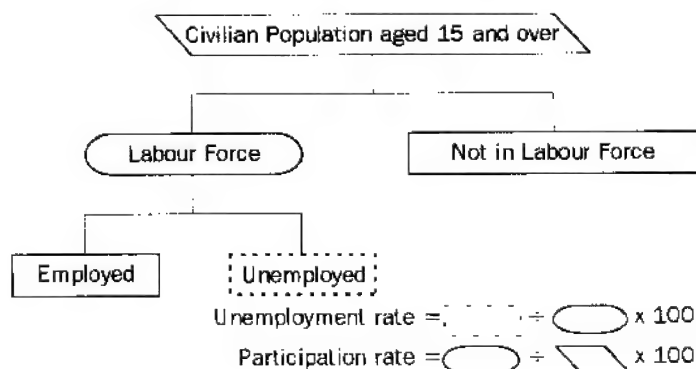 Civilian Population aged 15 and over
Labour Force
Not in Labour Force
Employed
Unemployed
Unemployment rate = ÷ x 100
Participation rate = ÷ x 100